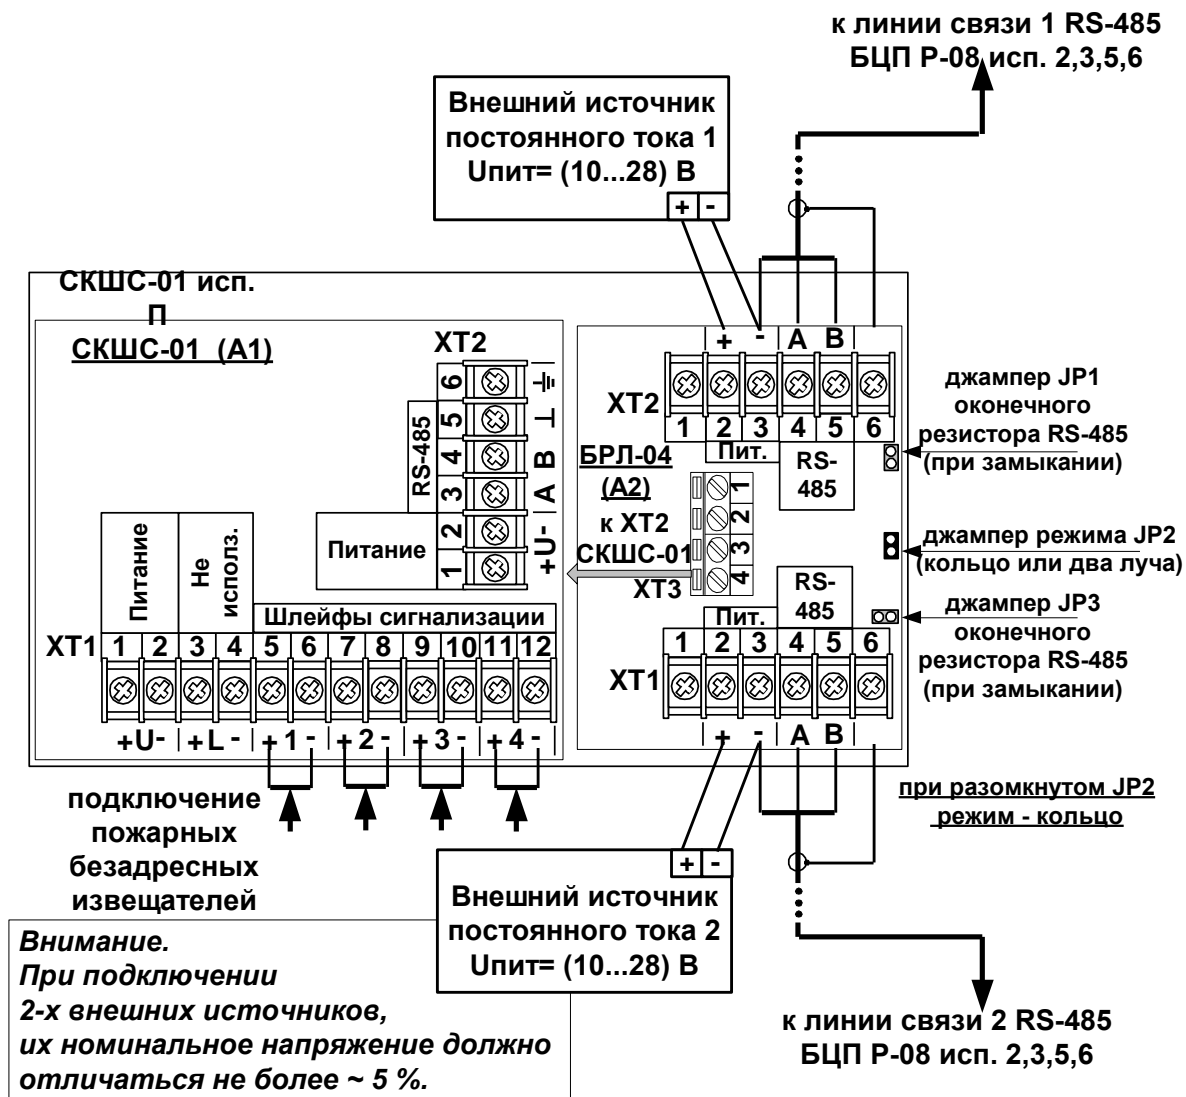 к линии связи 1 RS-485
БЦП Р-08 исп. 2,3,5,6
Внешний источник
постоянного тока 1
Uпит= (10...28) В
+ -
СКШС-01 исп.
П
СКШС-01 (А1)
XT2
6
5
4
3
2
1
RS-485
B
A
+U-
Питание
Питание
Не
использ.
Шлейфы сигнализации
XT1
1 2 3 4 5 6 7 8 9 10 11 12
+U- +L- +1- +2- +3- +4-
подключение
пожарных
безадресных
извещателей
+ - A B
XT2
1 2 3 4 5 6
Пит.
RS-
485
БРЛ-04
(А2)
к XT2
СКШС-01
XT3
1
2
3
4
RS-
485
Пит.
1 2 3 4 5 6
XT1
+ - A B
джампер JP1
оконечного
резистора RS-485
(при замыкании)
джампер режима JP2
(кольцо или два луча)
джампер JP3
оконечного
резистора RS-485
(при замыкании)
при разомкнутом JP2
режим - кольцо
+ -
Внешний источник
постоянного тока 2
Uпит= (10...28) В
Внимание.
При подключении
2-х внешних источников,
их номинальное напряжение должно
отличаться не более ~ 5 %.
к линии связи 2 RS-485
БЦП Р-08 исп. 2,3,5,6